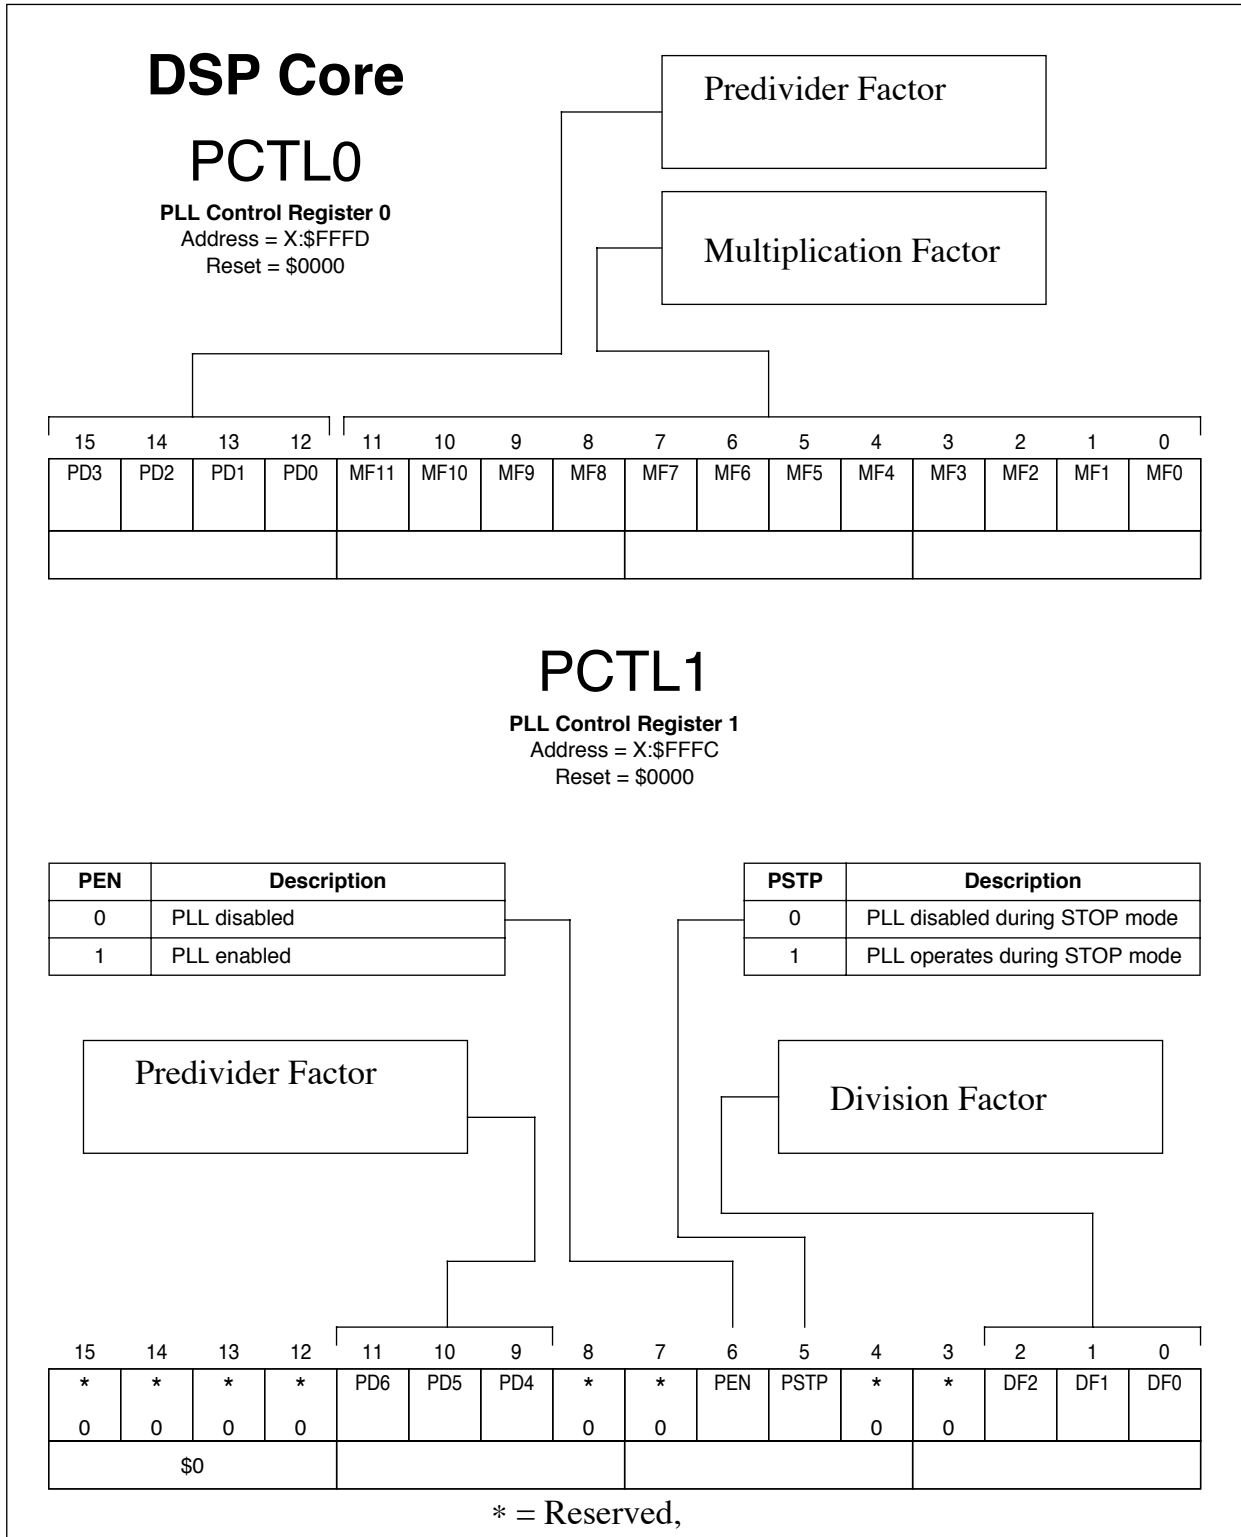 DSP Core
PCTL0
PLL Control Register 0
Address = X:$FFFD
Reset = $0000
Predivider Factor
Multiplication Factor
15 14 13 12 11 10 9 8 7 6 5 4 3 2 1 0
PD3 PD2 PD1 PD0 MF11 MF10 MF9 MF8 MF7 MF6 MF5 MF4 MF3 MF2 MF1 MF0
PCTL1
PLL Control Register 1
Address = X:$FFFC
Reset = $0000
PEN Description
0 PLL disabled
1 PLL enabled
PSTP Description
0 PLL disabled during STOP mode
1 PLL operates during STOP mode
Predivider Factor
Division Factor
15 14 13 12 11 10 9 8 7 6 5 4 3 2 1 0
* * * * PD6 PD5 PD4 * * PEN PSTP * * DF2 DF1 DF0
0 0 0 0 0 0 0 0
$0
* = Reserved,